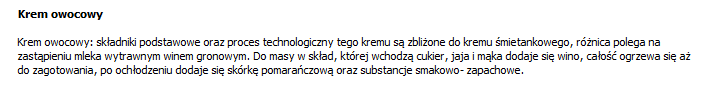 Krem owocowy
Krem owocowy: składniki podstawowe oraz proces technologiczny tego kremu są zbliżone do kremu śmietankowego, różnica polega na
zastąpieniu mleka wytrawnym winem gronowym. Do masy w skład, której wchodzą cukier, jaja i mąka dodaje się wino, całość ogrzewa się aż
do zagotowania, po ochłodzeniu dodaje się skórkę pomarańczową oraz substancje smakowo- zapachowe.